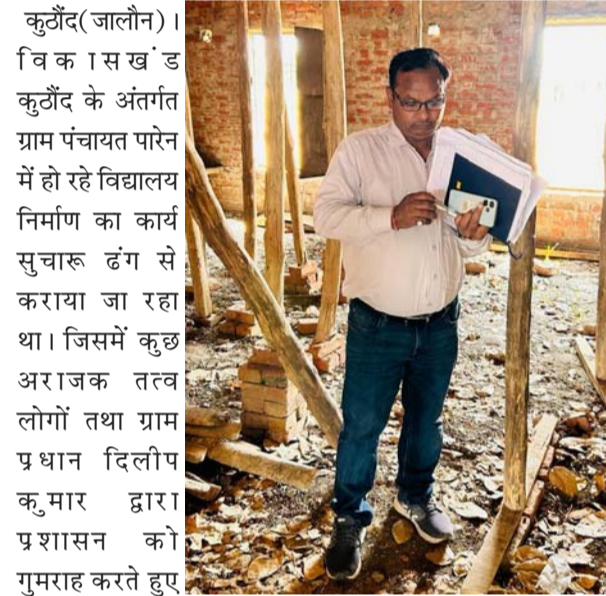 कुठौंद(जालौन)।
विकासखंड
कुठौंद के अंतर्गत
ग्राम पंचायत पारेन
में हो रहे विद्यालय
निर्माण का कार्य
सुचारू ढंग से
कराया जा रहा
था। जिसमें कुछ
अराजक तत्व
लोगों तथा ग्राम
प्रधान दिलीप
कुमार द्वारा
प्रशासन को
गुमराह करते हुए